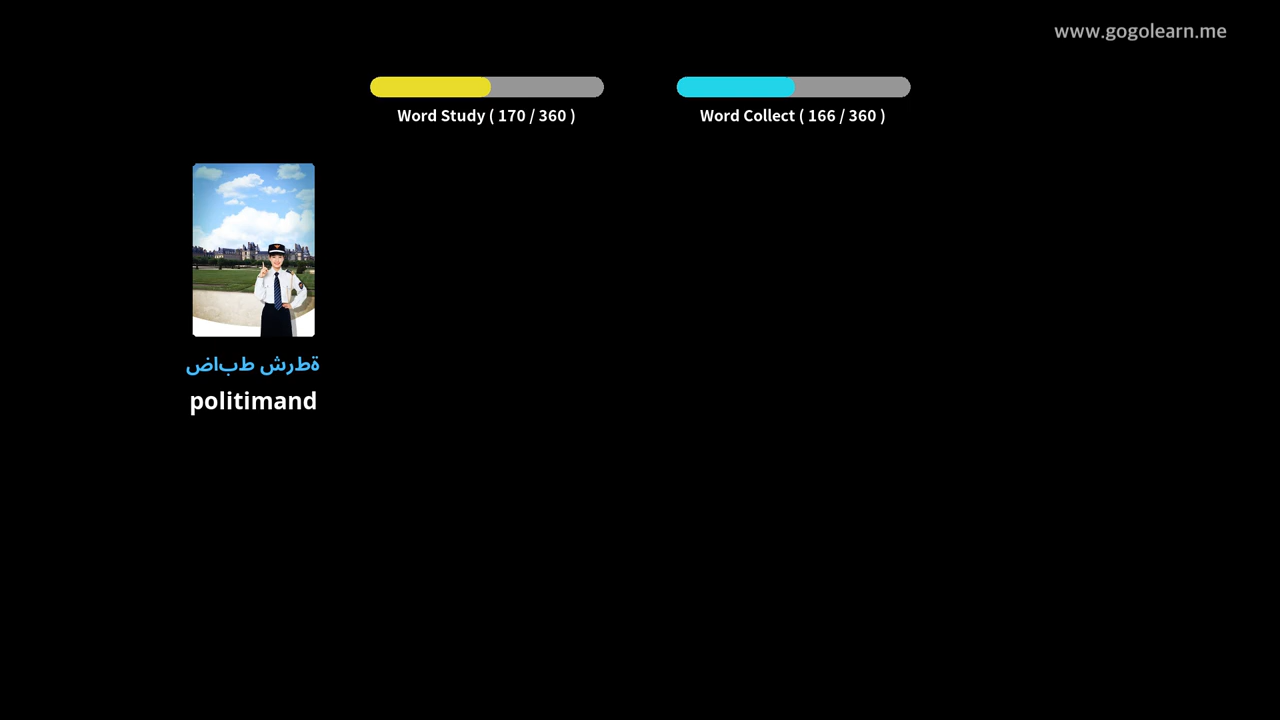 www.gogolearn.me
Word Study ( 170 / 360 )
Word Collect ( 166 / 360 )
ةطرش طباض
politimand